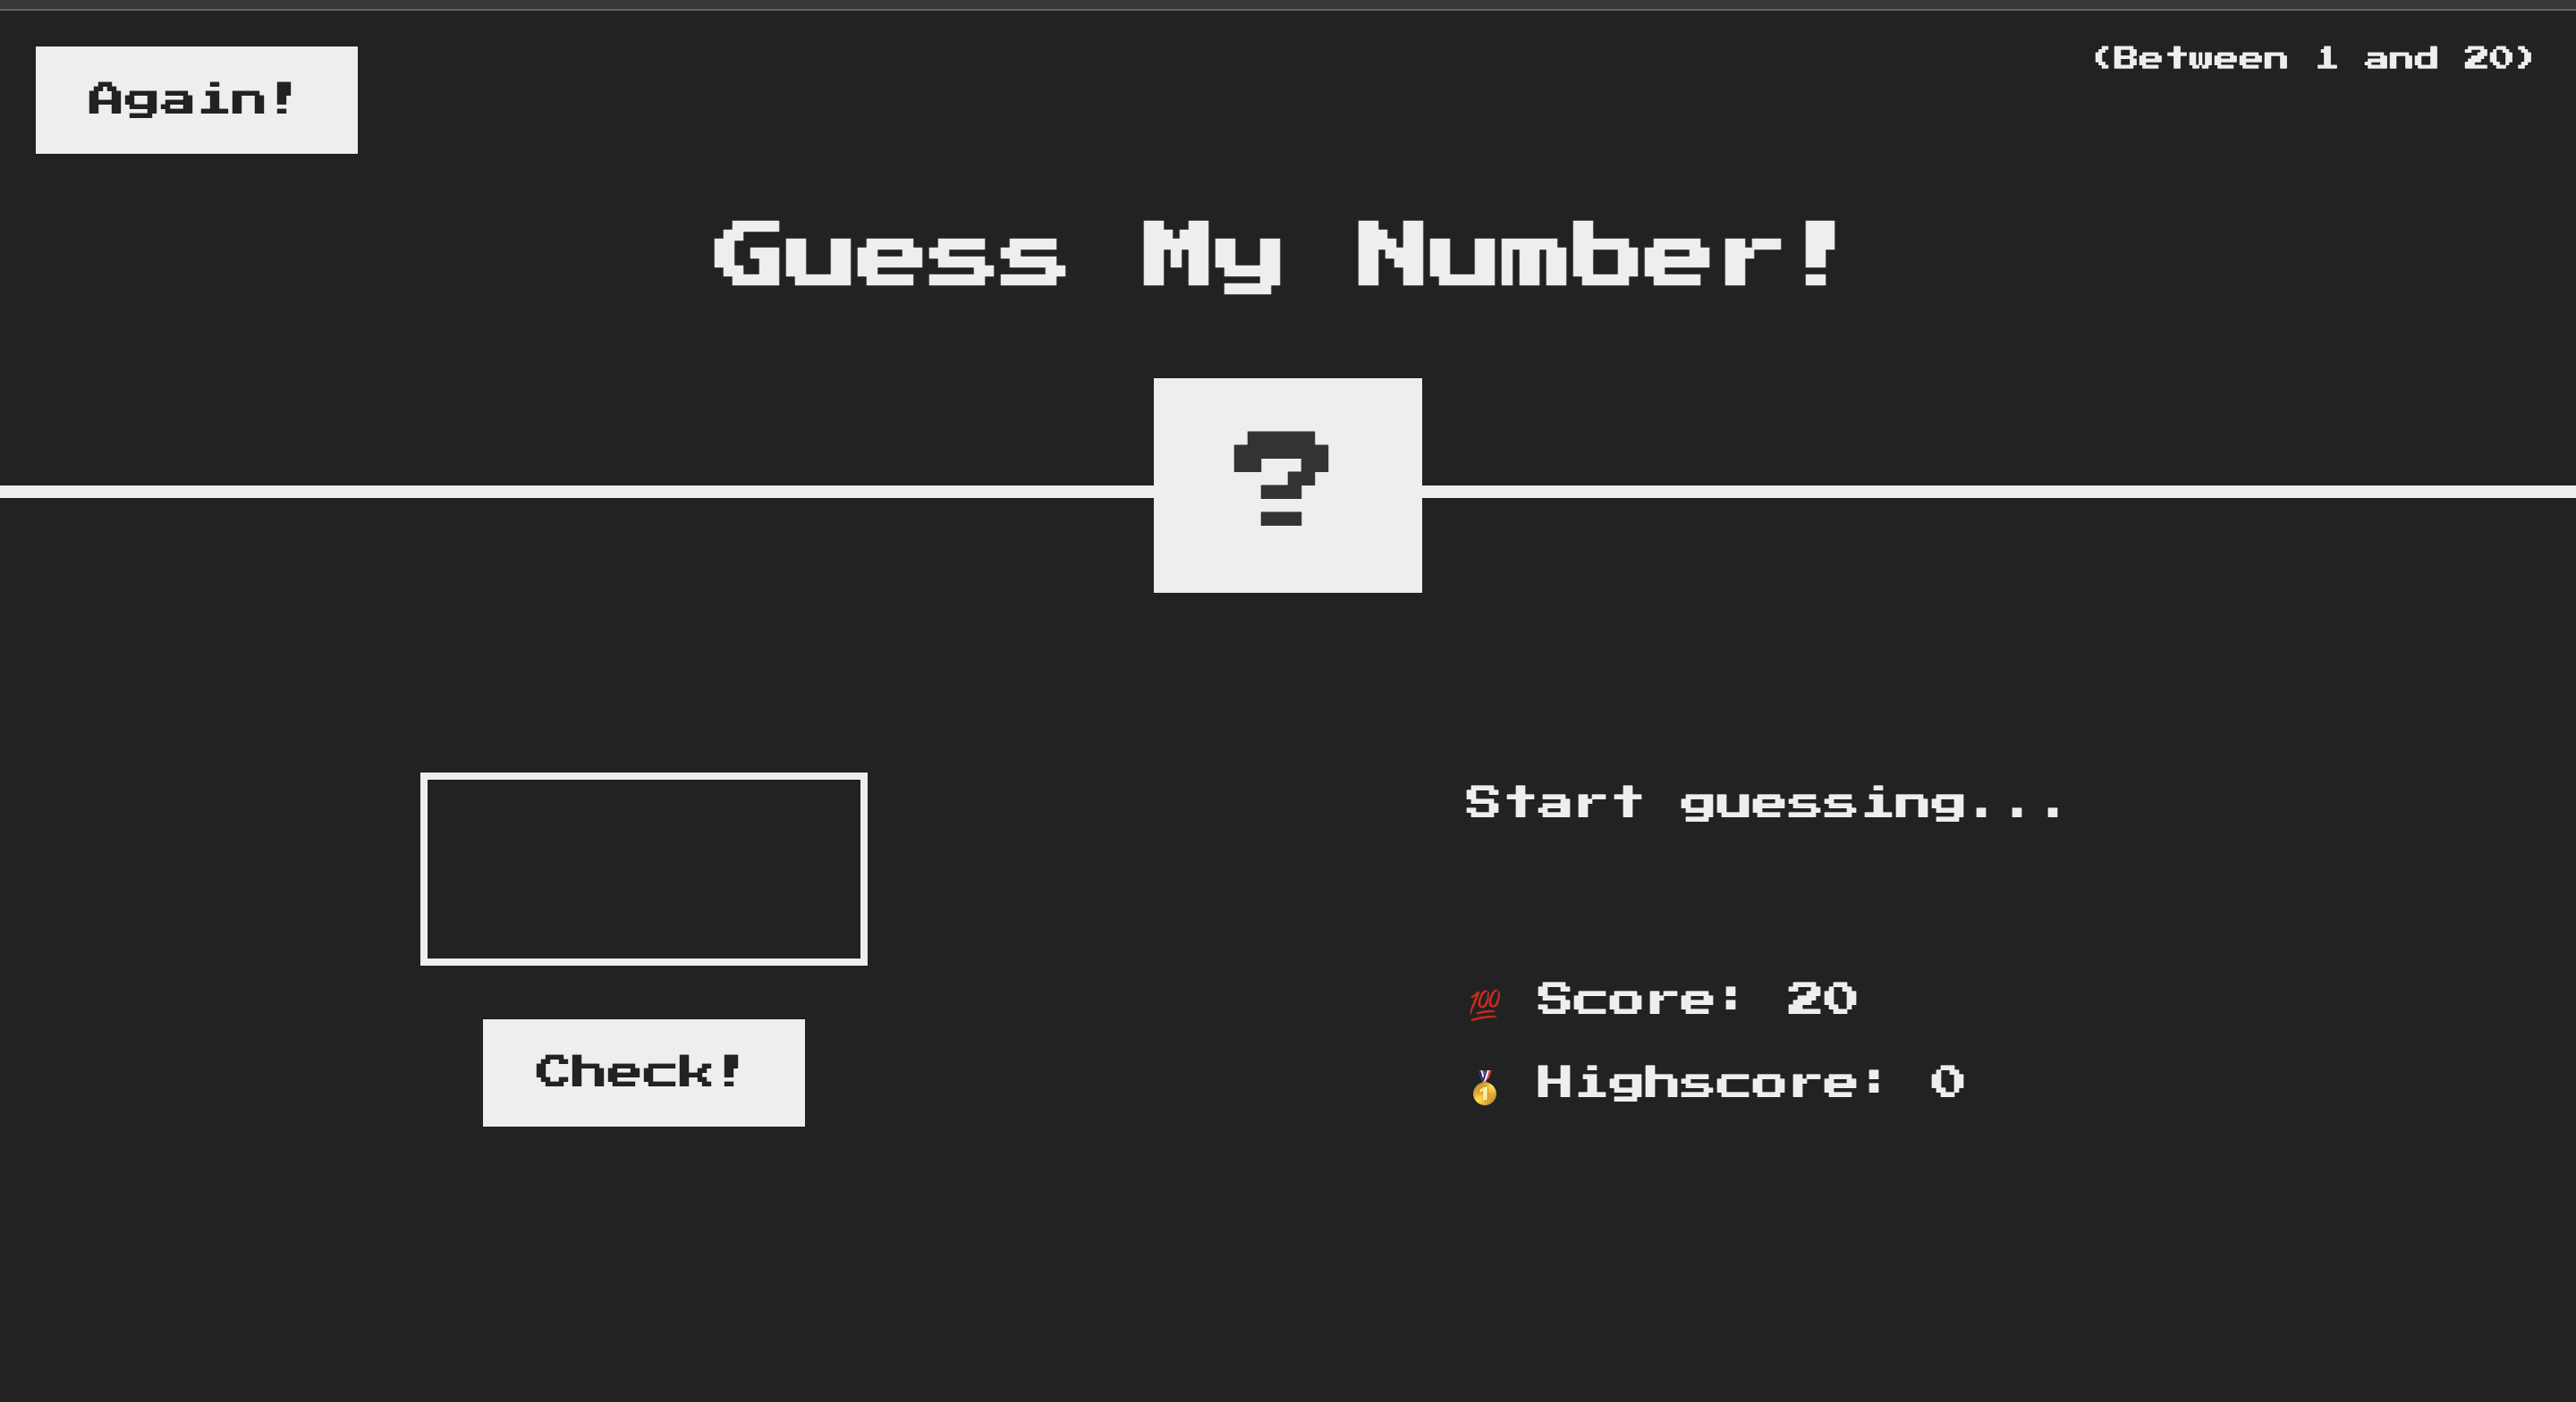 Again!
(Between 1 and 20)
Guess My Number!
?
Start guessing...
💯 Score: 20
🥇 Highscore: 0
Check!